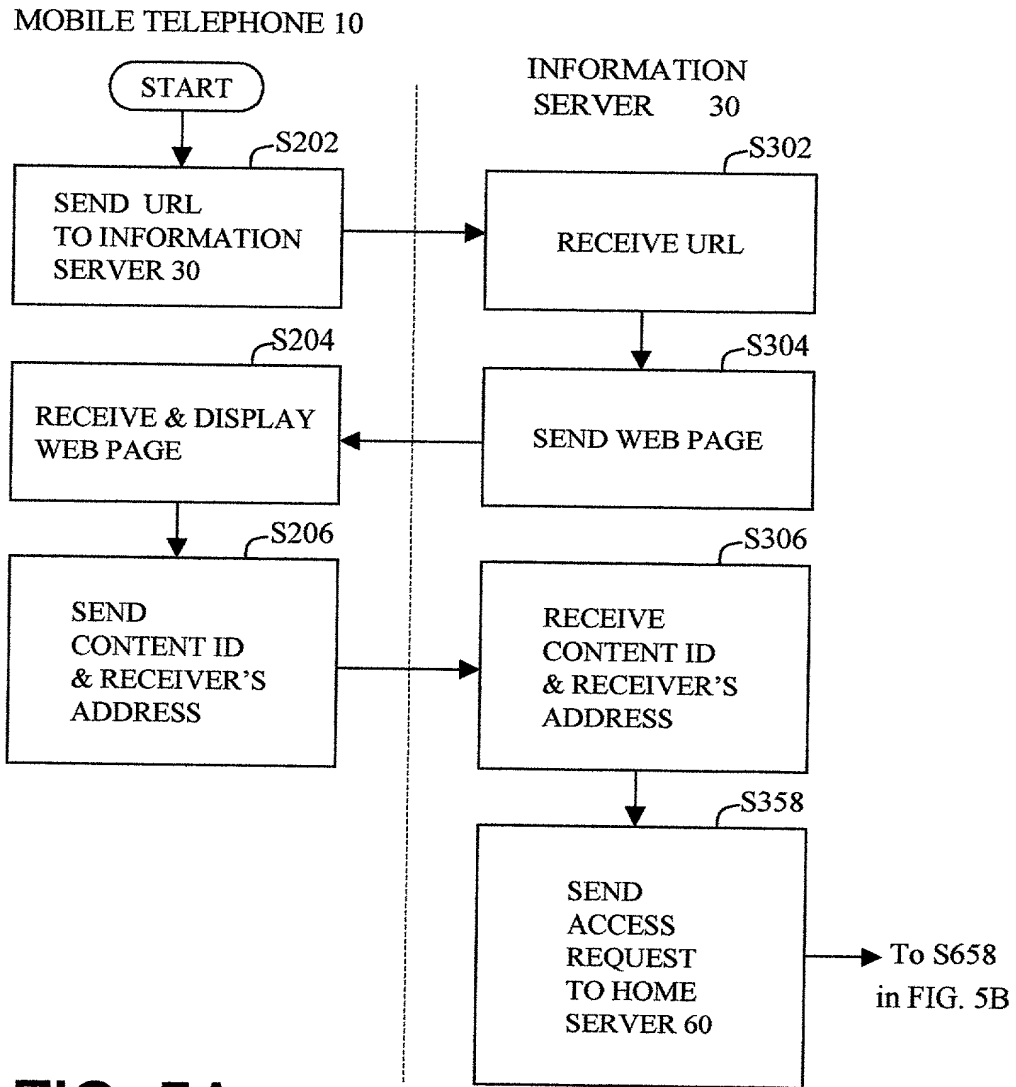 MOBILE TELEPHONE 10
INFORMATION
SERVER 30
START
S202
SEND URL
TO INFORMATION
SERVER 30
S302
RECEIVE URL
S204
RECEIVE & DISPLAY
WEB PAGE
S304
SEND WEB PAGE
S206
SEND
CONTENT ID
& RECEIVER'S
ADDRESS
S306
RECEIVE
CONTENT ID
& RECEIVER'S
ADDRESS
S358
SEND
ACCESS
REQUEST
TO HOME
SERVER 60
To S658
in FIG. 5B
FIG. 5A